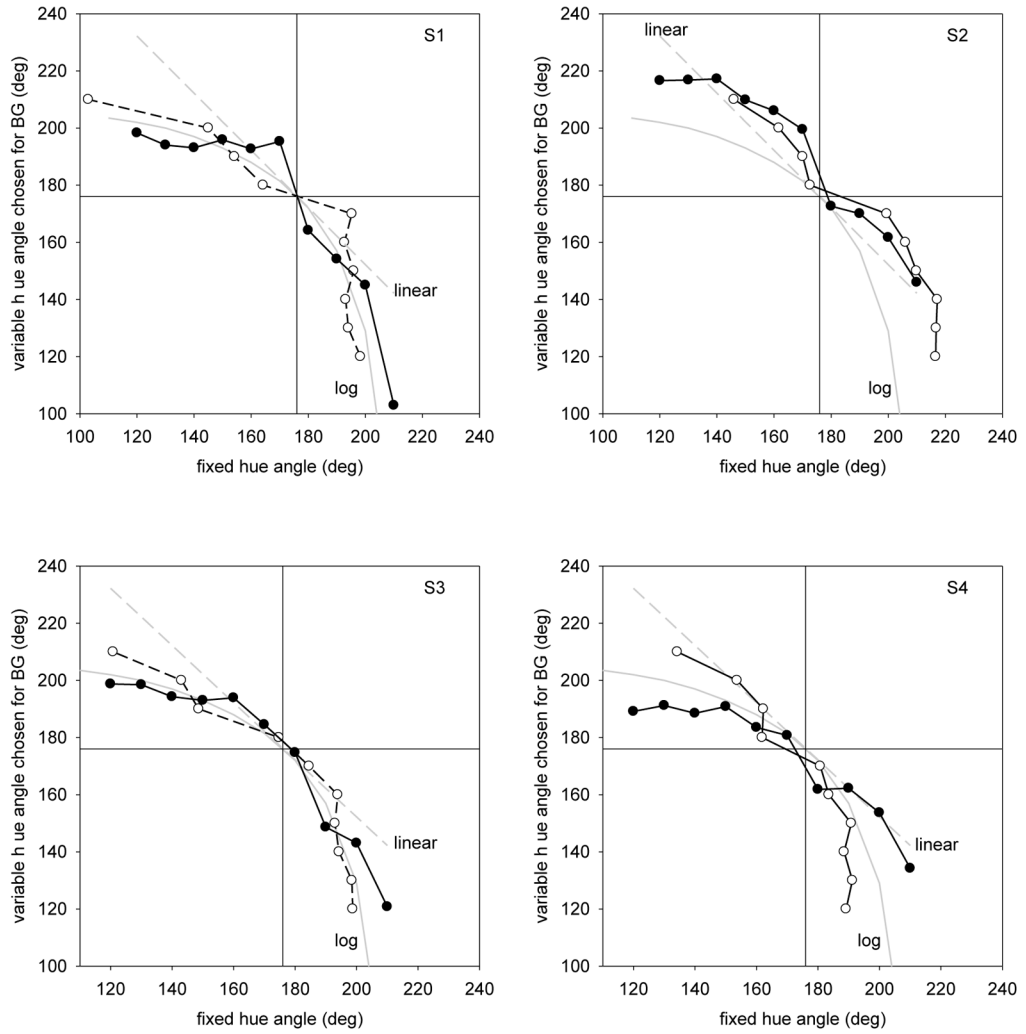 240
220
200
180
160
140
120
100
variable h ue angle chosen for BG (deg)
S1
linear
log
100 120 140 160 180 200 220 240
fixed hue angle (deg)
240
220
200
180
160
140
120
100
variable h ue angle chosen for BG (deg)
linear
S2
log
100 120 140 160 180 200 220 240
fixed hue angle (deg)
240
220
200
180
160
140
120
100
variable h ue angle chosen for BG (deg)
S3
linear
log
120 140 160 180 200 220 240
fixed hue angle (deg)
240
220
200
180
160
140
120
100
variable h ue angle chosen for BG (deg)
S4
linear
log
120 140 160 180 200 220 240
fixed hue angle (deg)